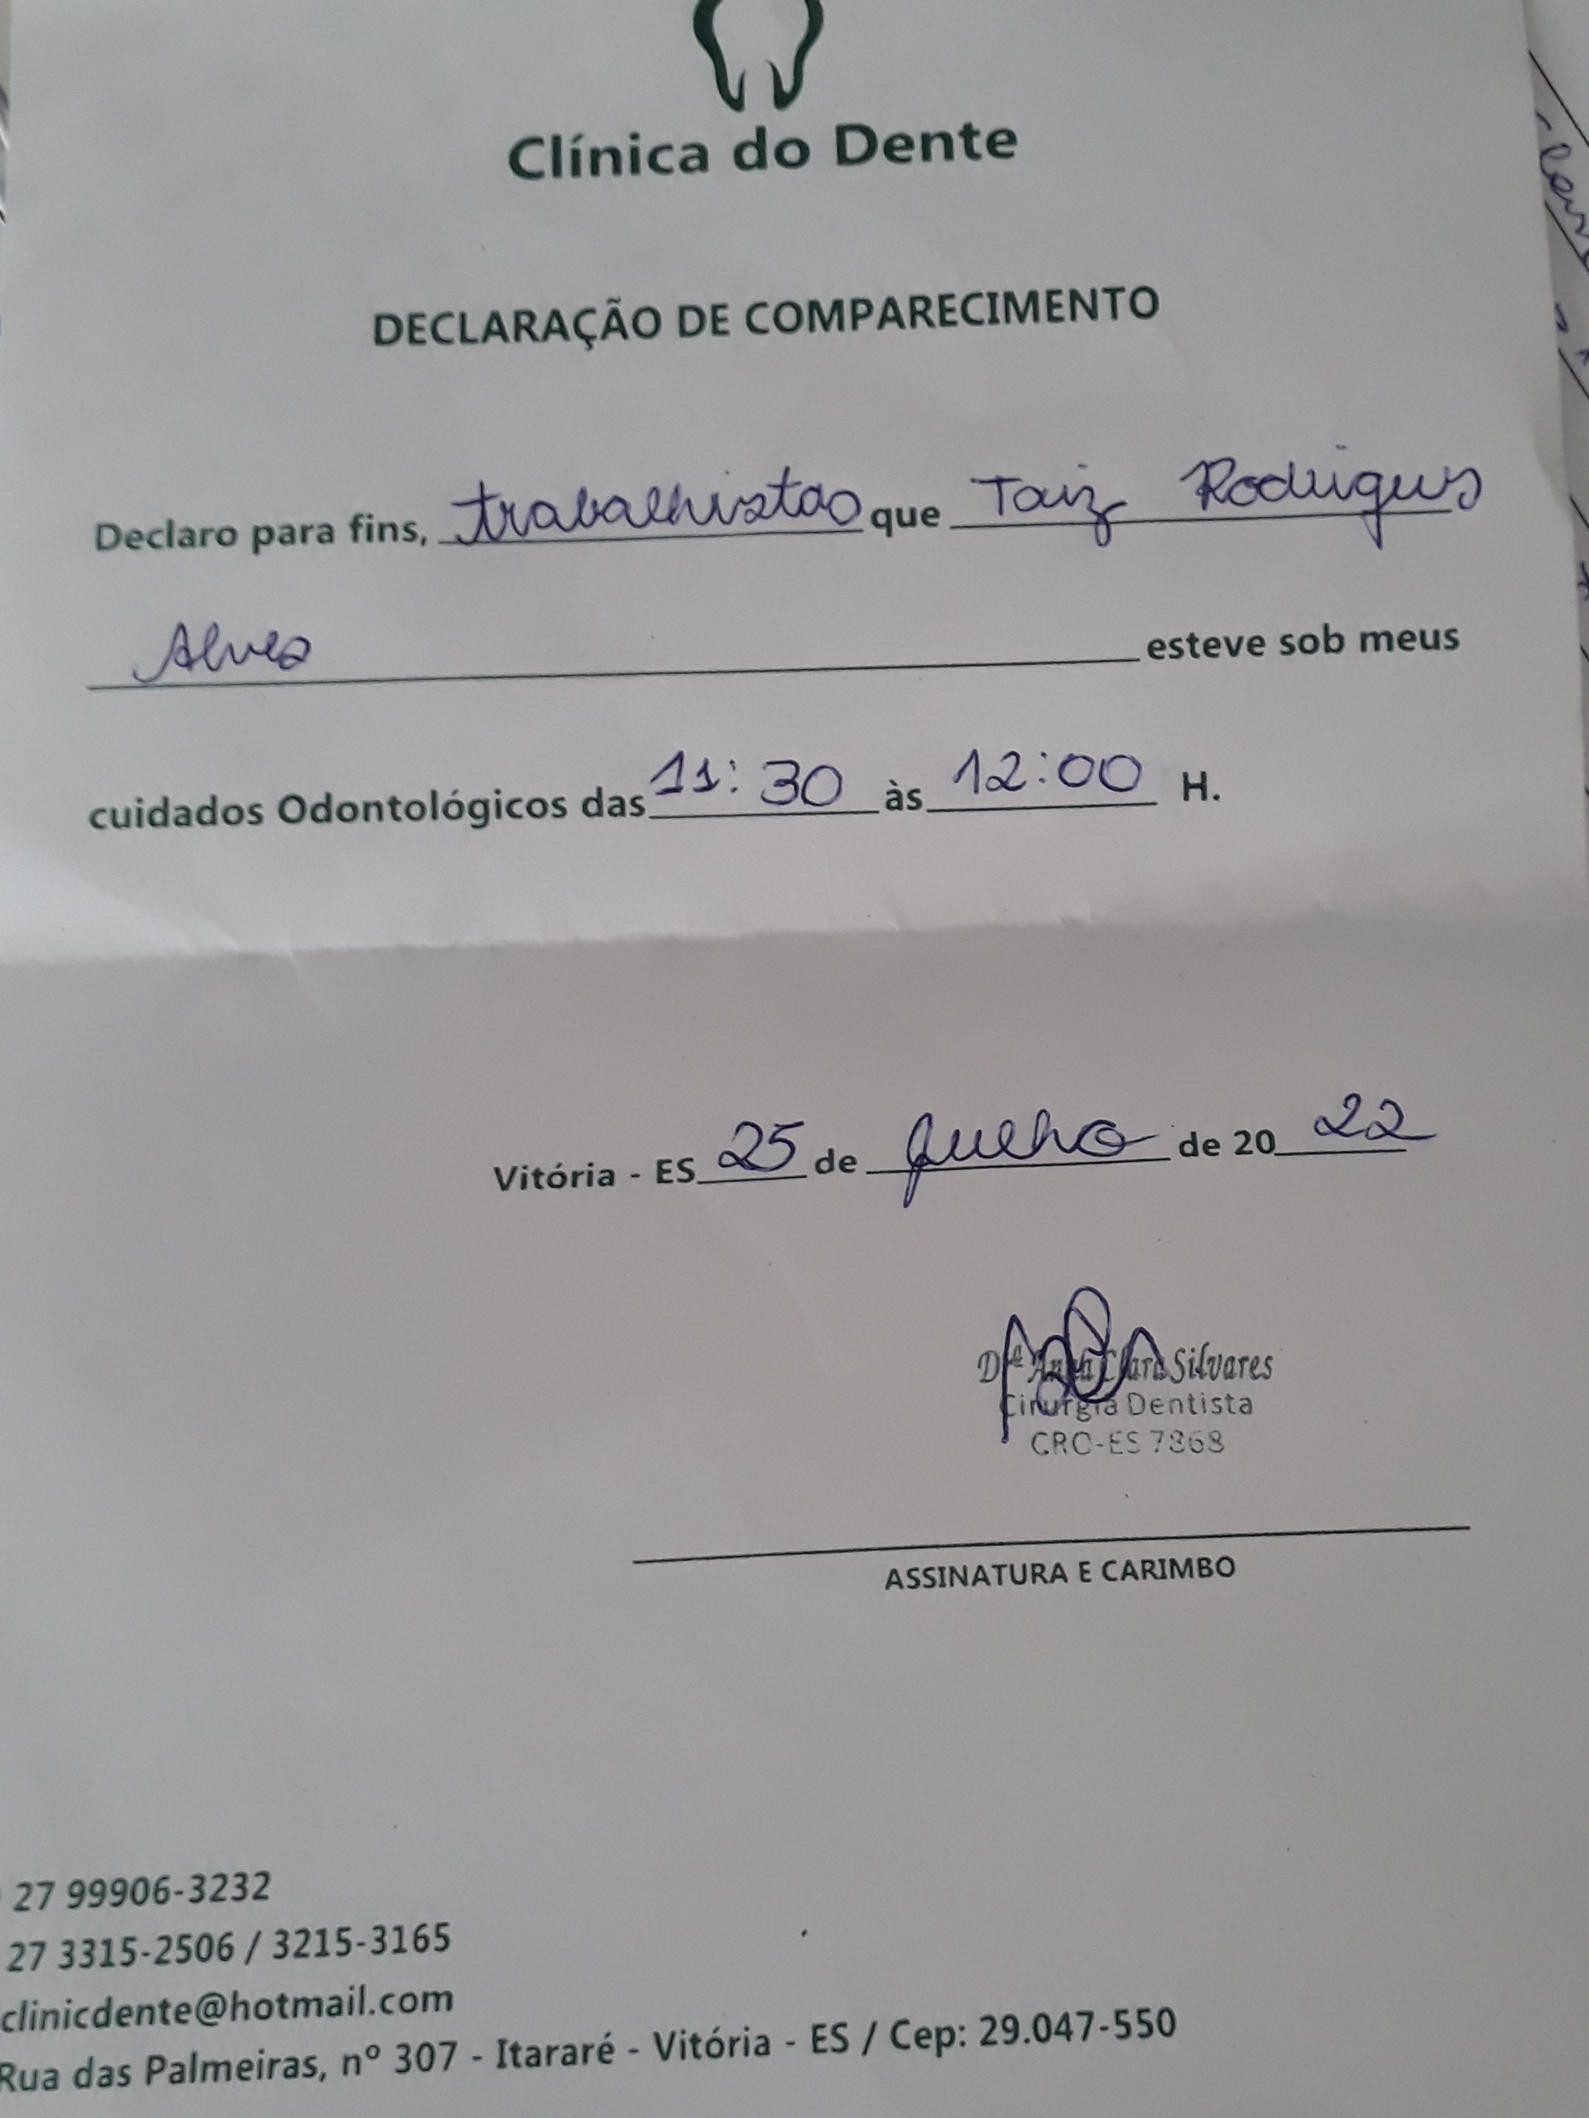 Clínica do Dente
DECLARAÇÃO DE COMPARECIMENTO
Declaro para fins, trabalhistas que Taiz Rodrigues
Alves esteve sob meus
cuidados Odontológicos das 11:30 às 12:00 H.
Vitória - ES 25 de Julho de 20 22
Drª Clara Silvares
Cirurgiã Dentista
CRO-ES 7868
ASSINATURA E CARIMBO
27 99906-3232
27 3315-2506 / 3215-3165
clinicdente@hotmail.com
Rua das Palmeiras, nº 307 - Itararé - Vitória - ES / Cep: 29.047-550